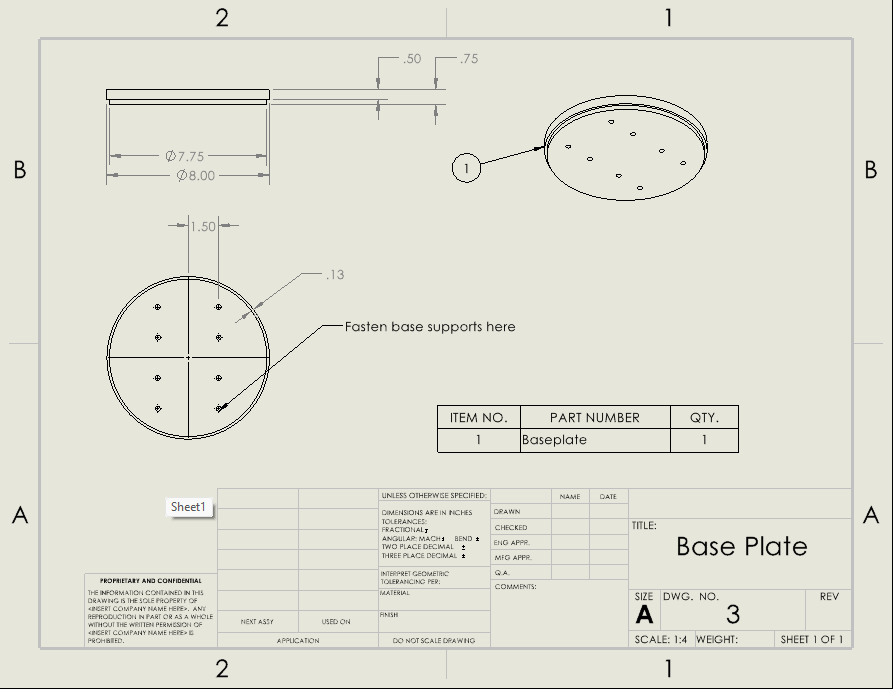 2
1
.50
.75
B
B
⌀7.75
⌀8.00
1
1.50
.13
Fasten base supports here
ITEM NO. PART NUMBER QTY.
1 Baseplate 1
A
A
Sheet1
UNLESS OTHERWISE SPECIFIED:
DIMENSIONS ARE IN INCHES
TOLERANCES:
FRACTIONAL ±
ANGULAR: MACH ± BEND ±
TWO PLACE DECIMAL ±
THREE PLACE DECIMAL ±
INTERPRET GEOMETRIC
TOLERANCING PER:
MATERIAL
FINISH
DO NOT SCALE DRAWING
NAME DATE
DRAWN
CHECKED
ENG APPR.
MFG APPR.
Q.A.
COMMENTS:
TITLE:
Base Plate
SIZE DWG. NO. REV
A 3
SCALE: 1:4 WEIGHT: SHEET 1 OF 1
PROPRIETARY AND CONFIDENTIAL
THE INFORMATION CONTAINED IN THIS
DRAWING IS THE SOLE PROPERTY OF
<INSERT COMPANY NAME HERE>. ANY
REPRODUCTION IN PART OR AS A WHOLE
WITHOUT THE WRITTEN PERMISSION OF
<INSERT COMPANY NAME HERE> IS
PROHIBITED.
NEXT ASSY USED ON
APPLICATION
2
1